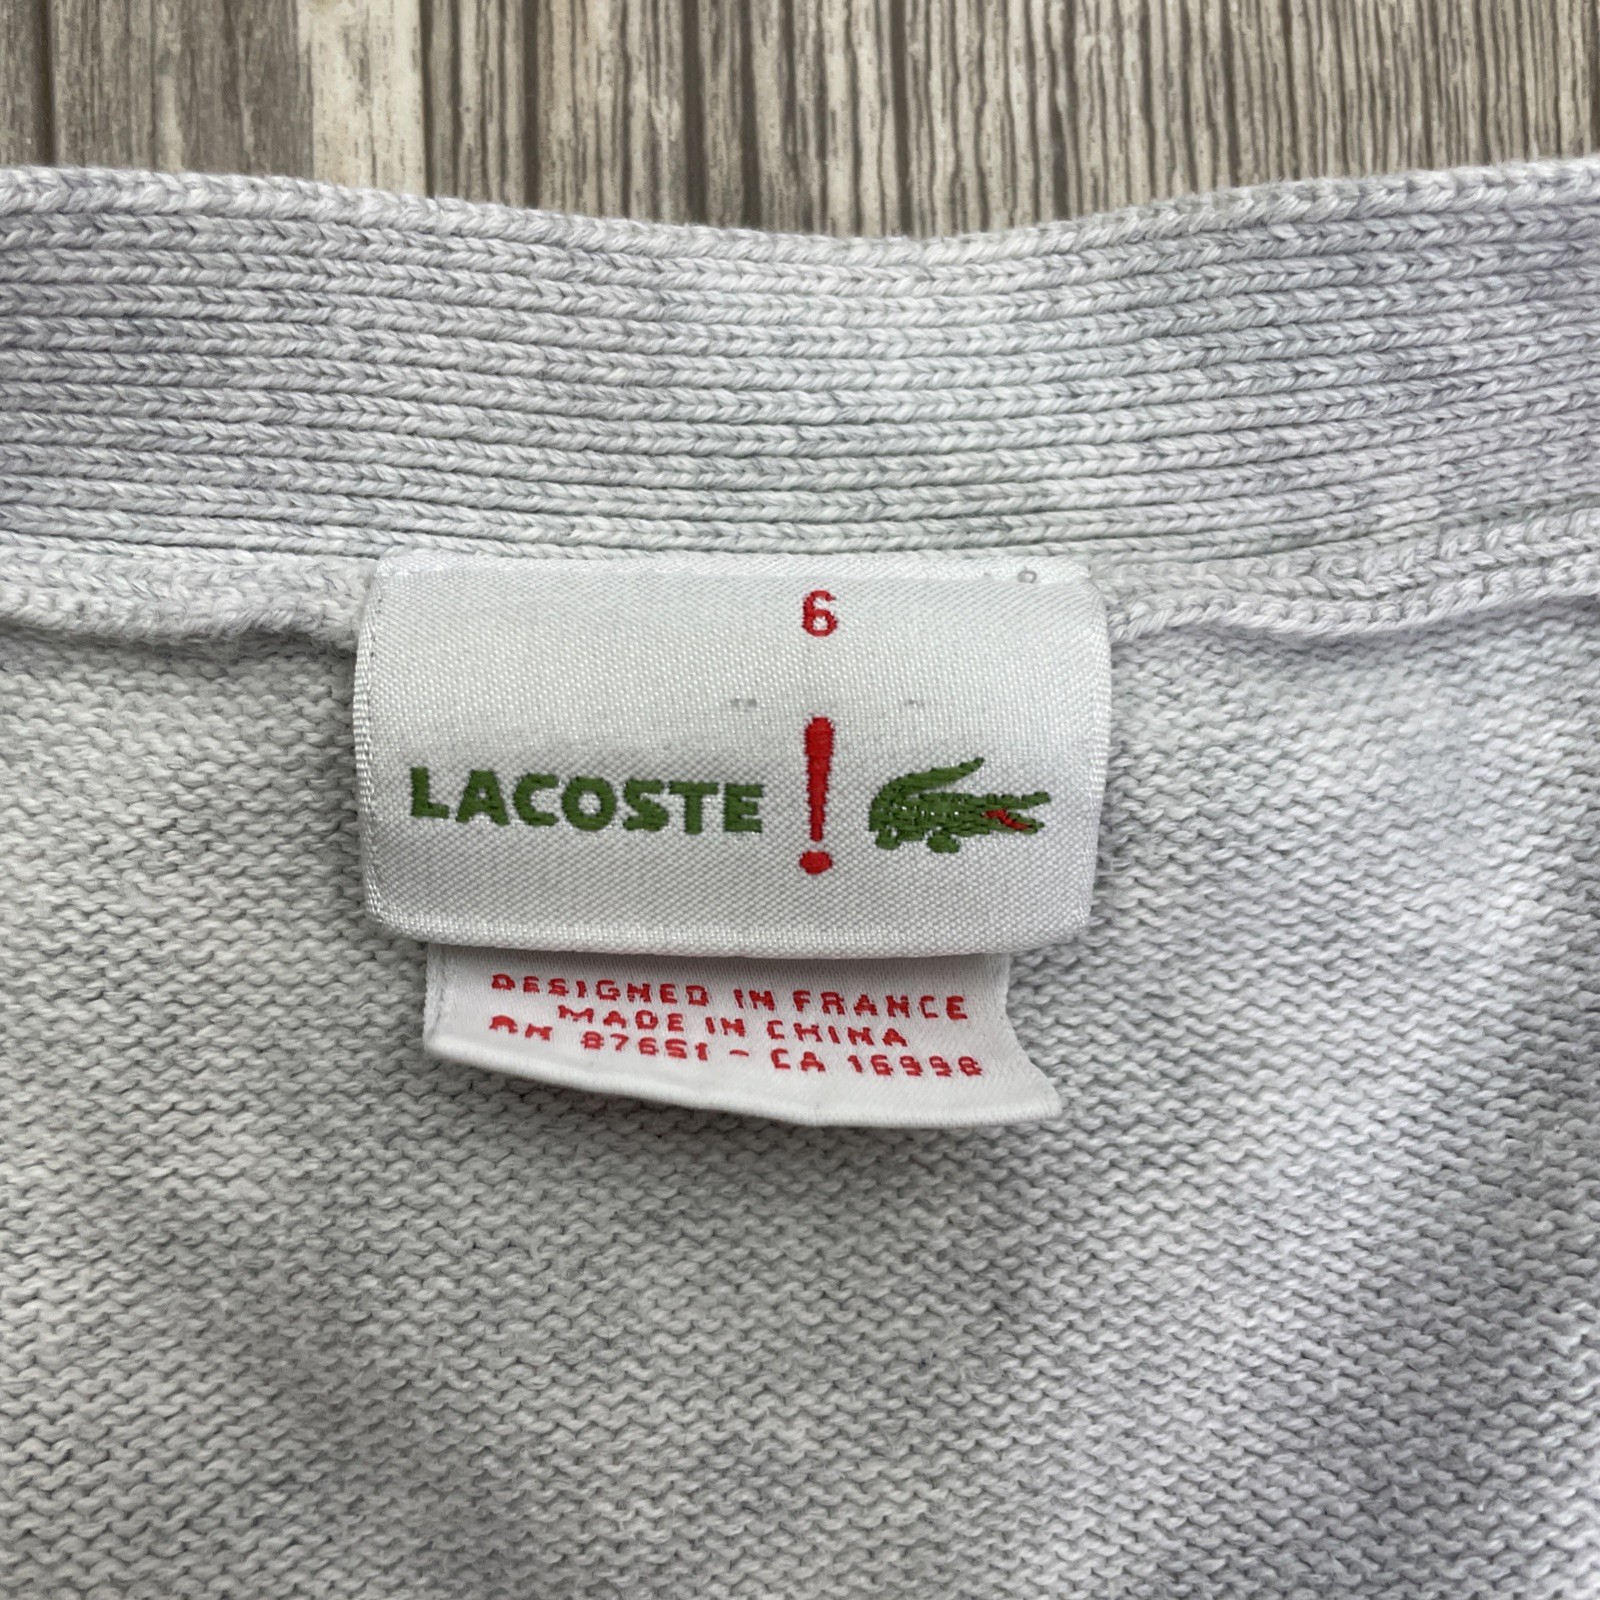 6
LACOSTE !
DESIGNED IN FRANCE
MADE IN CHINA
RN 87651 - CA 16998